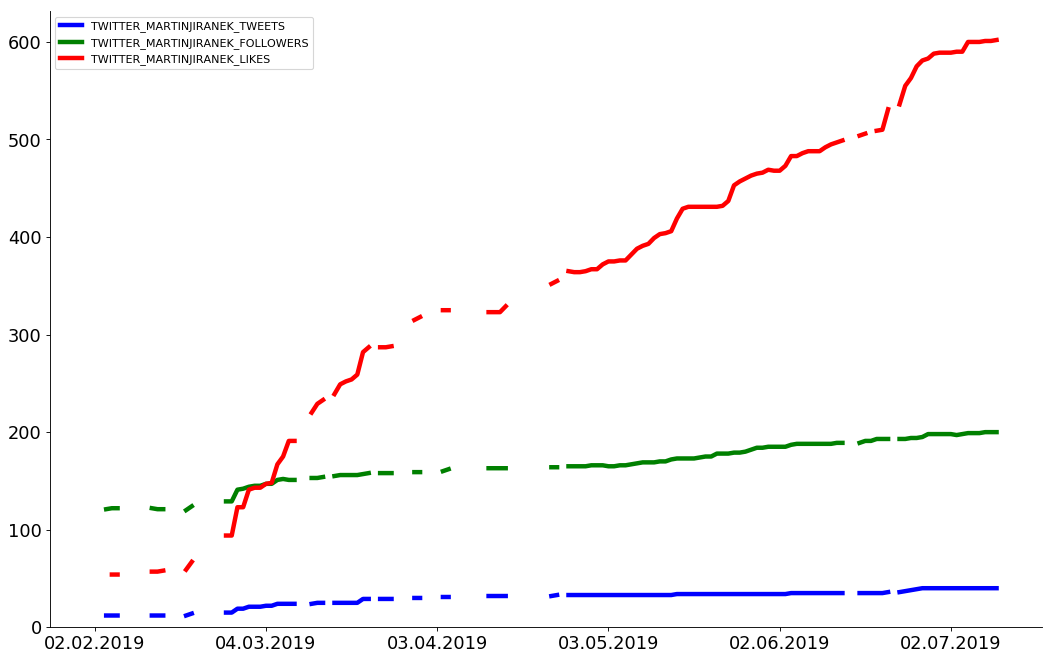 TWITTER_MARTINJIRANEK_TWEETS
TWITTER_MARTINJIRANEK_FOLLOWERS
TWITTER_MARTINJIRANEK_LIKES
600
500
400
300
200
100
0
02.02.2019 04.03.2019 03.04.2019 03.05.2019 02.06.2019 02.07.2019